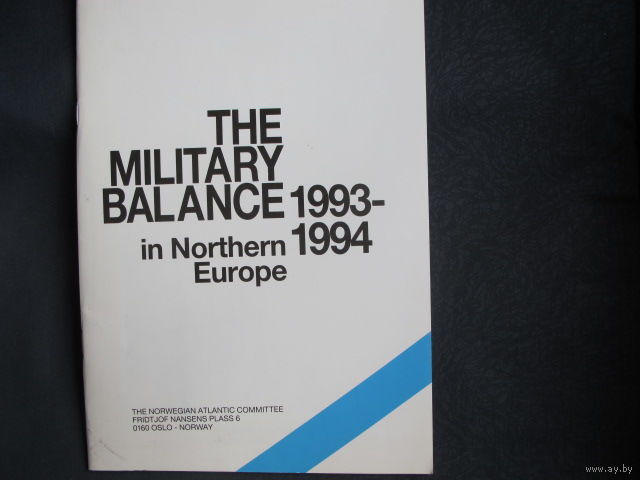 THE
MILITARY
BALANCE 1993-
in Northern 1994
Europe
THE NORWEGIAN ATLANTIC COMMITTEE
FRIDTJOF NANSENS PLASS 6
0160 OSLO - NORWAY
www.ay.by